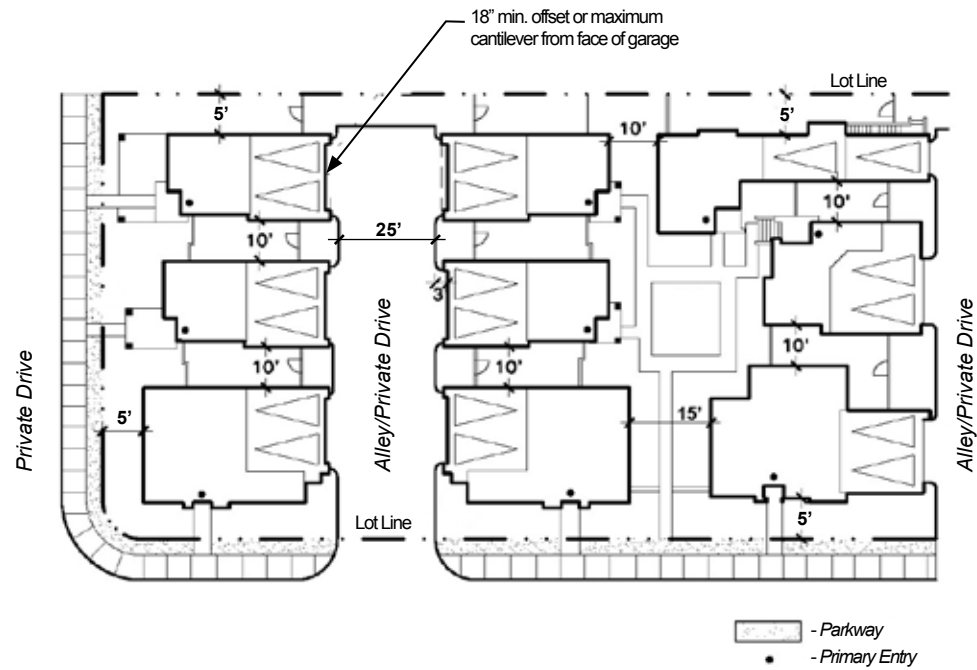 18” min. offset or maximum
cantilever from face of garage
Lot Line
5’
5’
10’
10’
10’
25’
3’
10’
10’
10’
5’
15’
5’
Private Drive
Alley/Private Drive
Alley/Private Drive
Lot Line
- Parkway
- Primary Entry